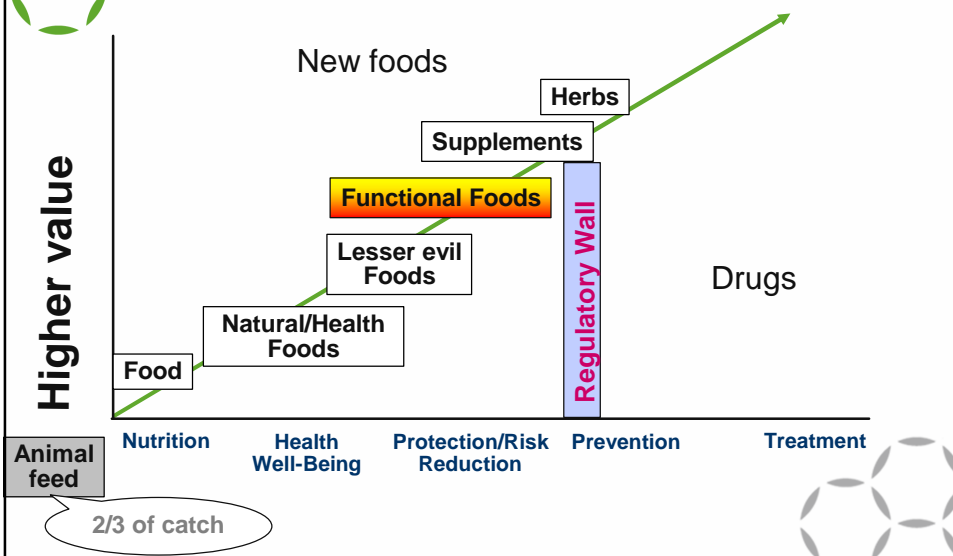 New foods
Herbs
Supplements
Functional Foods
Lesser evil
Foods
Natural/Health
Foods
Food
Higher value
Regulatory Wall
Drugs
Nutrition
Health
Well-Being
Protection/Risk
Reduction
Prevention
Treatment
Animal
feed
2/3 of catch